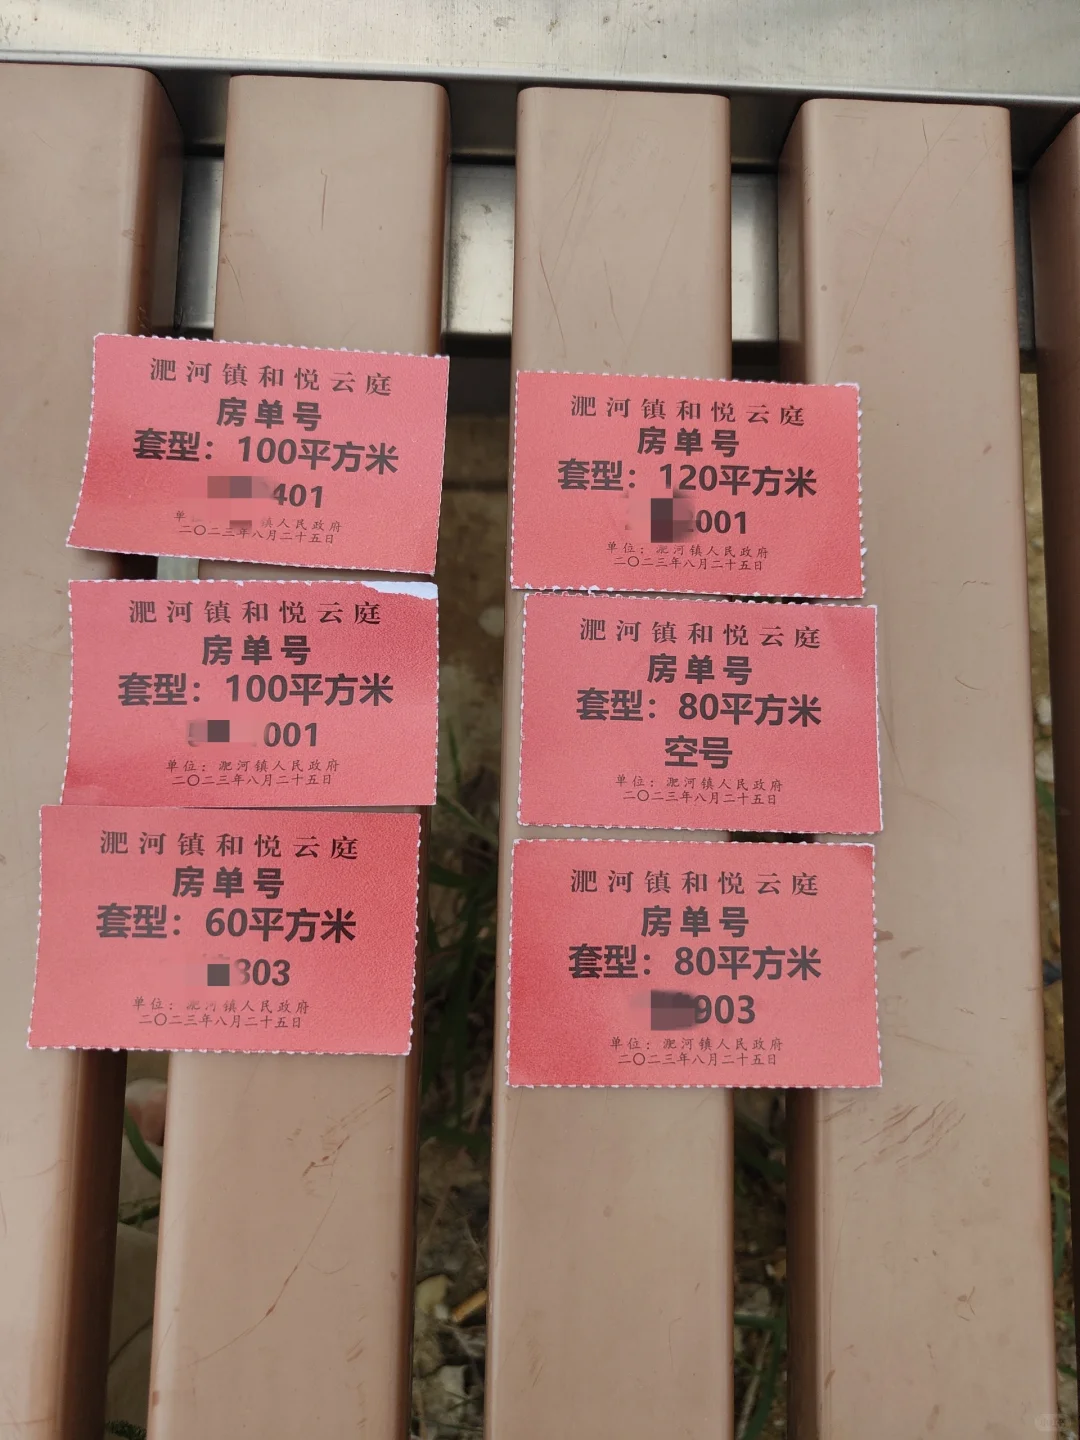 淝河镇和悦云庭
房单号
套型：100平方米
401
单 镇人民政府
二〇二三年八月二十五日
淝河镇和悦云庭
房单号
套型：100平方米
001
单位：淝河镇人民政府
二〇二三年八月二十五日
淝河镇和悦云庭
房单号
套型：60平方米
303
单位：淝河镇人民政府
二〇二三年八月二十五日
淝河镇和悦云庭
房单号
套型：120平方米
001
单位：淝河镇人民政府
二〇二三年八月二十五日
淝河镇和悦云庭
房单号
套型：80平方米
空号
单位：淝河镇人民政府
二〇二三年八月二十五日
淝河镇和悦云庭
房单号
套型：80平方米
903
单位：淝河镇人民政府
二〇二三年八月二十五日